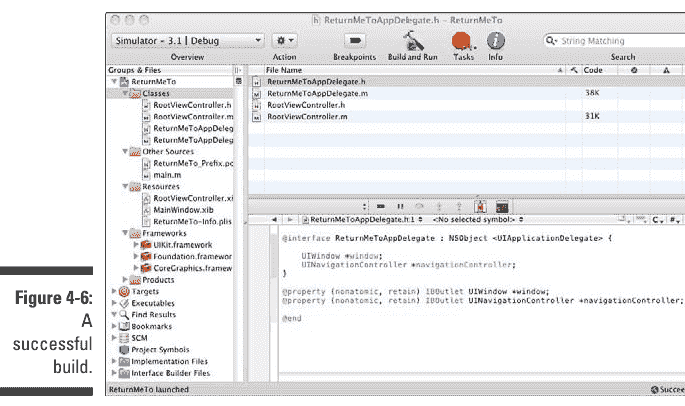 ReturnMeToAppDelegate.h – ReturnMeTo
Simulator - 3.1 | Debug
String Matching
Overview
Action
Breakpoints
Build and Run
Tasks
Info
Search
Groups & Files
File Name
Code
ReturnMeTo
Classes
RootViewController.h
RootViewController.m
ReturnMeToAppDeleg
ReturnMeToAppDeleg
Other Sources
ReturnMeTo_Prefix.pc
main.m
Resources
RootViewController.xi
MainWindow.xib
ReturnMeTo-Info.plis
Frameworks
UIKit.framework
Foundation.framewor
CoreGraphics.framew
Products
Targets
Executables
Find Results
Bookmarks
SCM
Project Symbols
Implementation Files
Interface Builder Files
ReturnMeToAppDelegate.h
ReturnMeToAppDelegate.m 38K
RootViewController.h
RootViewController.m 31K
ReturnMeToAppDelegate.h:1 <No selected symbol> C, #,
@interface ReturnMeToAppDelegate : NSObject <UIApplicationDelegate> {
UIWindow *window;
UINavigationController *navigationController;
}
@property (nonatomic, retain) IBOutlet UIWindow *window;
@property (nonatomic, retain) IBOutlet UINavigationController *navigationController;
@end
ReturnMeTo launched
Succee
Figure 4-6:
A
successful
build.